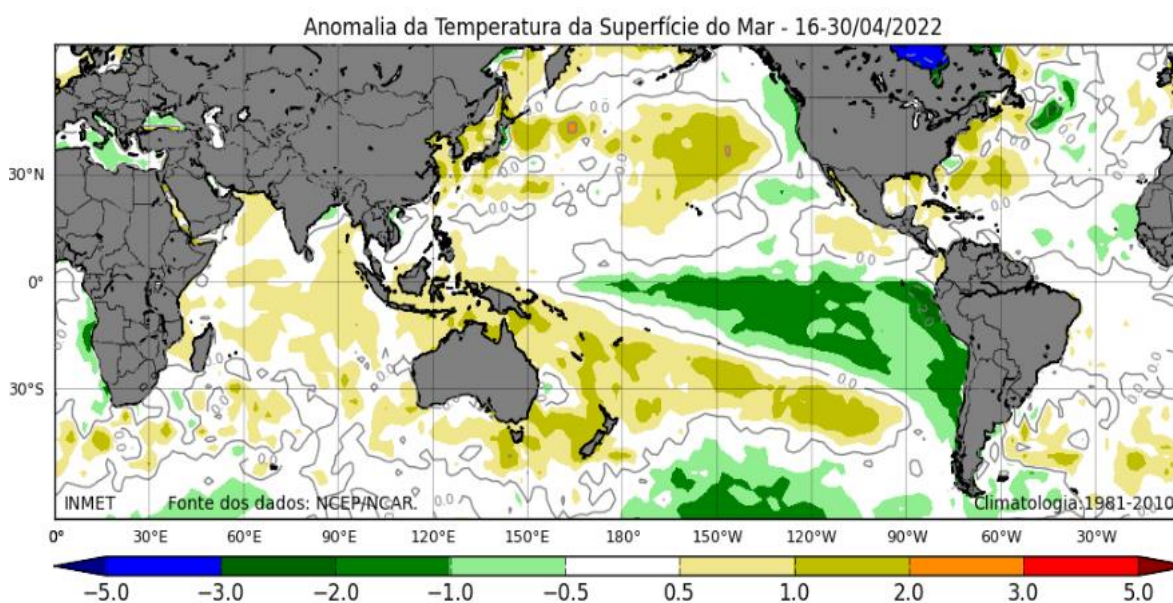 Anomalia da Temperatura da Superfície do Mar - 16-30/04/2022
30°N
0°
30°S
INMET Fonte dos dados: NCEP/NCAR. Climatologia:1981-2010
0° 30°E 60°E 90°E 120°E 150°E 180° 150°W 120°W 90°W 60°W 30°W
−5.0 −3.0 −2.0 −1.0 −0.5 0.5 1.0 2.0 3.0 5.0